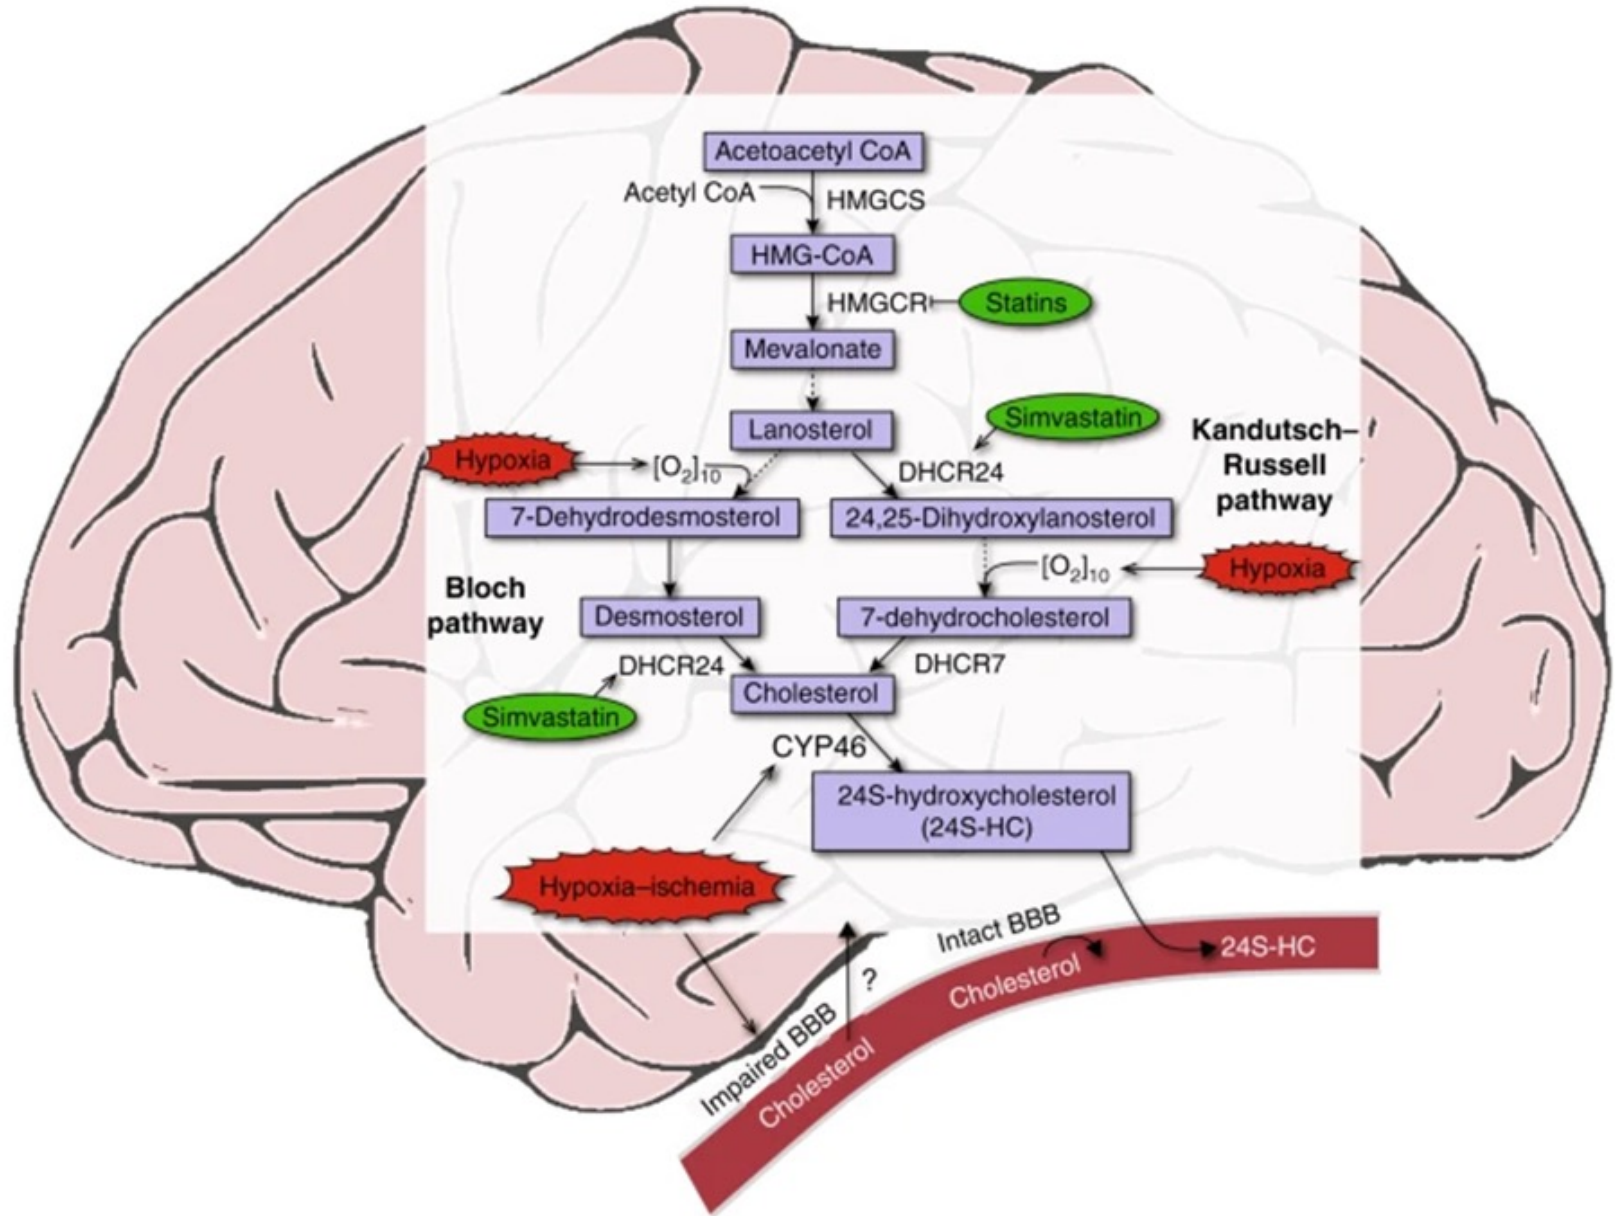 Acetoacetyl CoA
Acetyl CoA
HMGCS
HMG-CoA
HMGCR
Statins
Mevalonate
Simvastatin
Lanosterol
Kandutsch–
Russell
pathway
Hypoxia
[O2]10
DHCR24
7-Dehydrodesmosterol
24,25-Dihydroxylanosterol
[O2]10
Hypoxia
Bloch
pathway
Desmosterol
7-dehydrocholesterol
DHCR24
DHCR7
Simvastatin
Cholesterol
CYP46
24S-hydroxycholesterol
(24S-HC)
Hypoxia–ischemia
Intact BBB
Cholesterol
24S-HC
?
Impaired BBB
Cholesterol